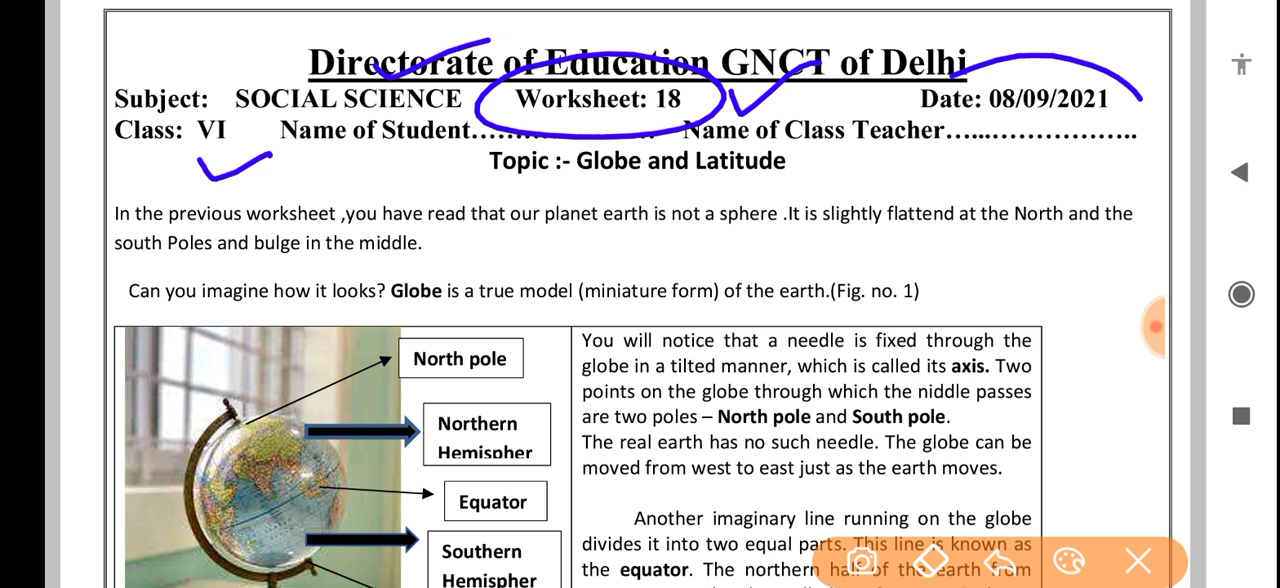 Directorate of Education GNCT of Delhi
Subject: SOCIAL SCIENCE Worksheet: 18 Date: 08/09/2021
Class: VI Name of Student........................ Name of Class Teacher........................
Topic :- Globe and Latitude
In the previous worksheet ,you have read that our planet earth is not a sphere .It is slightly flattend at the North and the
south Poles and bulge in the middle.
Can you imagine how it looks? Globe is a true model (miniature form) of the earth.(Fig. no. 1)
North pole
Northern
Hemispher
Equator
Southern
Hemispher
You will notice that a needle is fixed through the
globe in a tilted manner, which is called its axis. Two
points on the globe through which the niddle passes
are two poles – North pole and South pole.
The real earth has no such needle. The globe can be
moved from west to east just as the earth moves.
Another imaginary line running on the globe
divides it into two equal parts. This line is known as
the equator. The northern half of the earth from